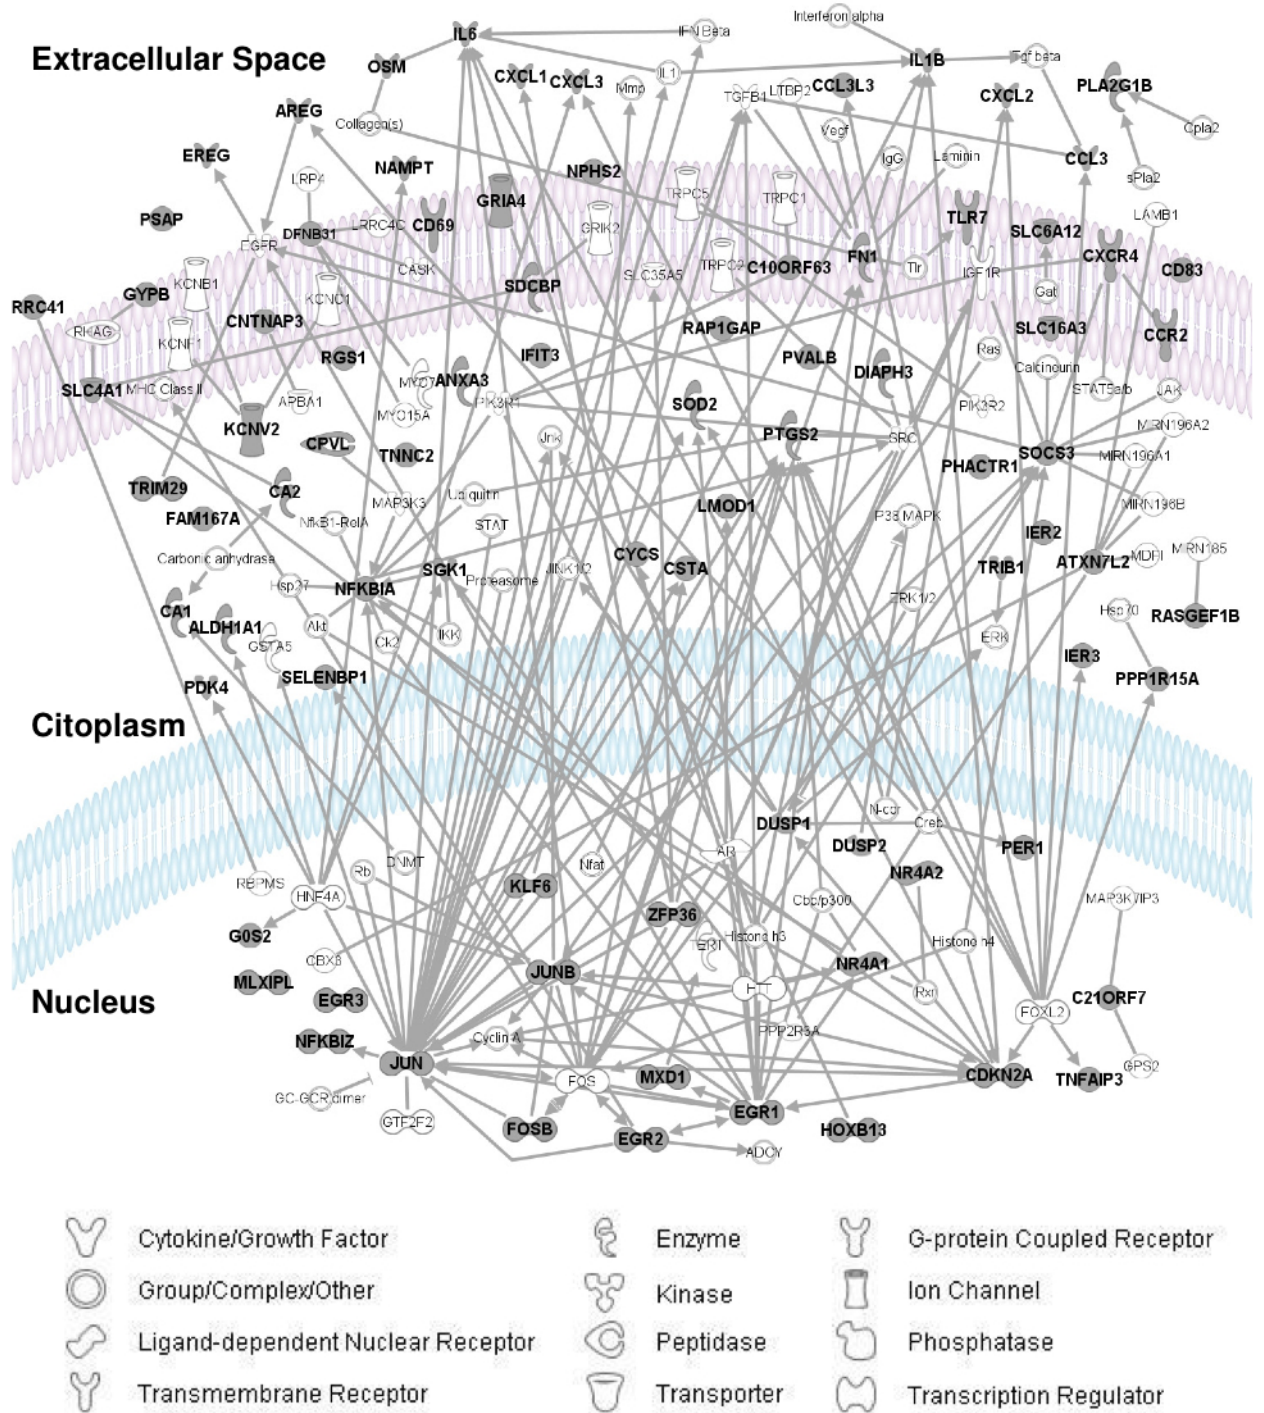 IL6
IFN Beta
Interferon alpha
Extracellular Space
OSM
IL1
IL1B
Tgf beta
CXCL1
CXCL3
Mmp
TGFB1
LTBP2
CCL3L3
CXCL2
PLA2G1B
AREG
Collagen(s)
Vegf
Cpla2
EREG
LRP4
NAMPT
NPHS2
IgG
Laminin
CCL3
sPla2
PSAP
DFNB31
LRRC4C
CD69
GRIA4
GRIK2
TRPC5
TRPC1
TLR7
SLC6A12
LAMB1
EGFR
CASK
SLC35A5
C10ORF63
FN1
Tlr
IGF1R
CXCR4
CD83
RRC41
GYPB
KCNB1
KCNC1
SDCBP
Gat
RHAG
KCNF1
CNTNAP3
RAP1GAP
SLC16A3
CCR2
RGS1
IFIT3
PVALB
DIAPH3
Ras
Calcineurin
SLC4A1
MHC Class II
APBA1
ANXA3
MYO15A
PIK3R1
SOD2
PIK3R2
STAT5a/b
JAK
KCNV2
CPVL
TNNC2
Jnk
PTGS2
SRC
SOCS3
MIRN196A2
MIRN196A1
PHACTR1
TRIM29
CA2
MAP3K3
Ubiquitin
LMOD1
MIRN196B
FAM167A
NfkB1-RelA
STAT
P38 MAPK
IER2
Carbonic anhydrase
NFKBIA
SGK1
Proteasome
CYCS
CSTA
TRIB1
ATXN7L2
MDFI
MIRN185
Hsp27
ERK1/2
CA1
ALDH1A1
GSTA5
Akt
Ck2
IKK
ERK
Hsp70
RASGEF1B
SELENBP1
PDK4
IER3
PPP1R15A
Citoplasm
DUSP1
N-cor
Creb
DUSP2
PER1
RBPMS
HNF4A
Rb
DNMT
KLF6
Nfat
AR
NR4A2
Cbp/p300
MAP3K7IP3
G0S2
ZFP36
ERT
Histone h3
Histone h4
MLXIPL
EGR3
JUNB
NR4A1
Rxr
C21ORF7
Nucleus
FOXL2
NFKBIZ
JUN
Cyclin A
PPP2R3A
GC-GCR dimer
FOS
MXD1
CDKN2A
TNFAIP3
GPS2
GTF2F2
FOSB
EGR2
EGR1
HOXB13
ADCY
Cytokine/Growth Factor
Enzyme
G-protein Coupled Receptor
Group/Complex/Other
Kinase
Ion Channel
Ligand-dependent Nuclear Receptor
Peptidase
Phosphatase
Transmembrane Receptor
Transporter
Transcription Regulator